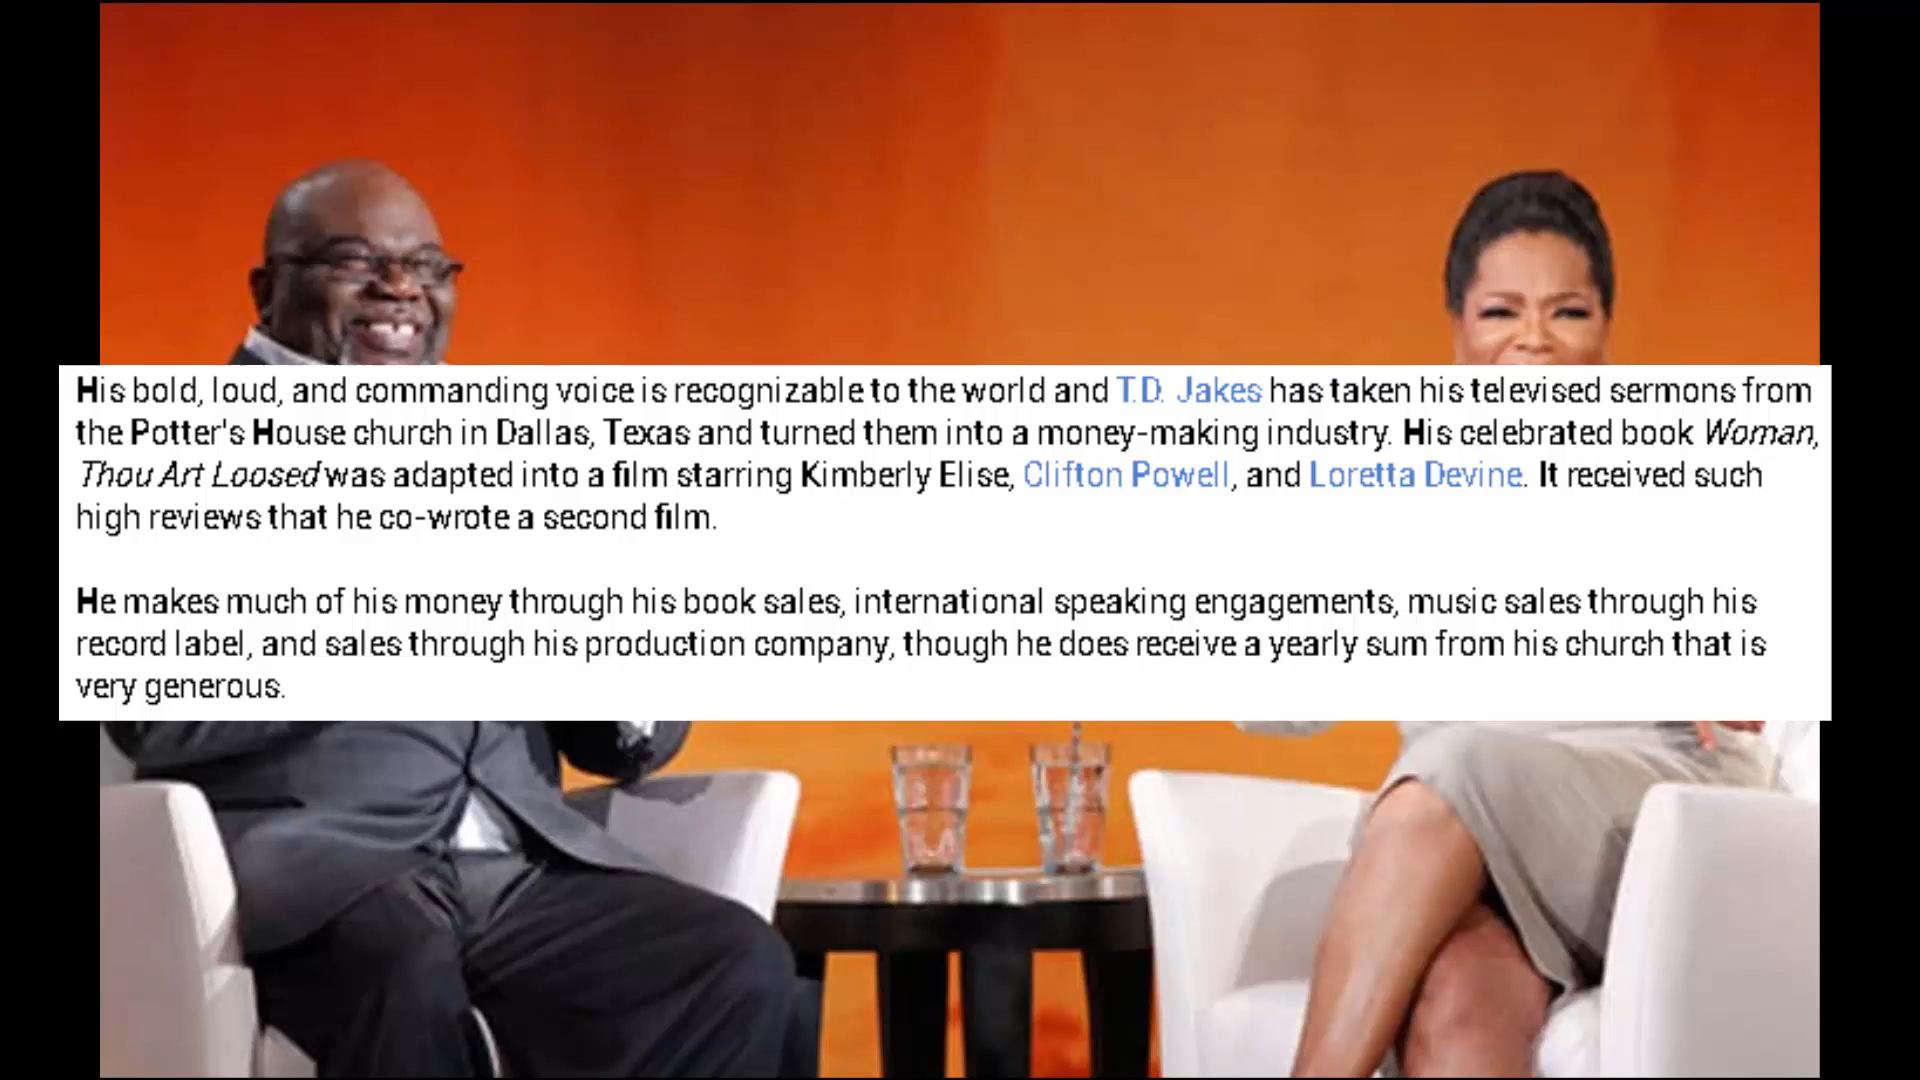 His bold, loud, and commanding voice is recognizable to the world and T.D. Jakes has taken his televised sermons from
the Potter's House church in Dallas, Texas and turned them into a money-making industry. His celebrated book Woman,
Thou Art Loosed was adapted into a film starring Kimberly Elise, Clifton Powell, and Loretta Devine. It received such
high reviews that he co-wrote a second film.
He makes much of his money through his book sales, international speaking engagements, music sales through his
record label, and sales through his production company, though he does receive a yearly sum from his church that is
very generous.